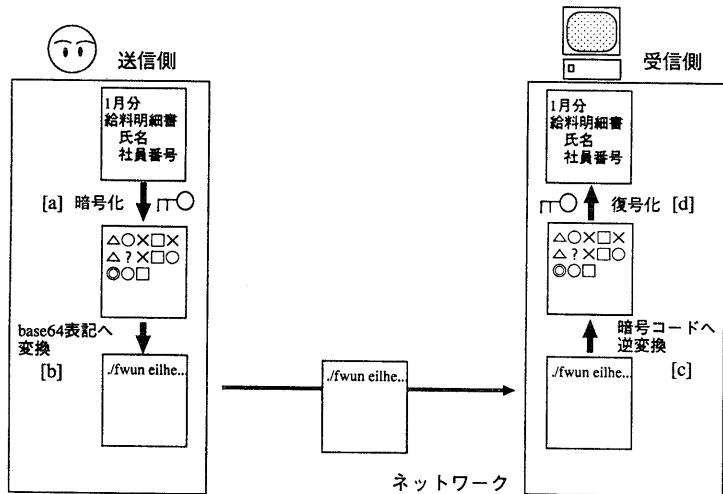 送信側
1月分
給料明細書
氏名
社員番号
[a] 暗号化
△○×□×
△?×□○
◎○□
base64表記へ
変換
[b]
./fwun eilhe...
./fwun eilhe...
ネットワーク
受信側
1月分
給料明細書
氏名
社員番号
復号化 [d]
△○×□×
△?×□○
◎○□
暗号コードへ
逆変換
[c]
./fwun eilhe...